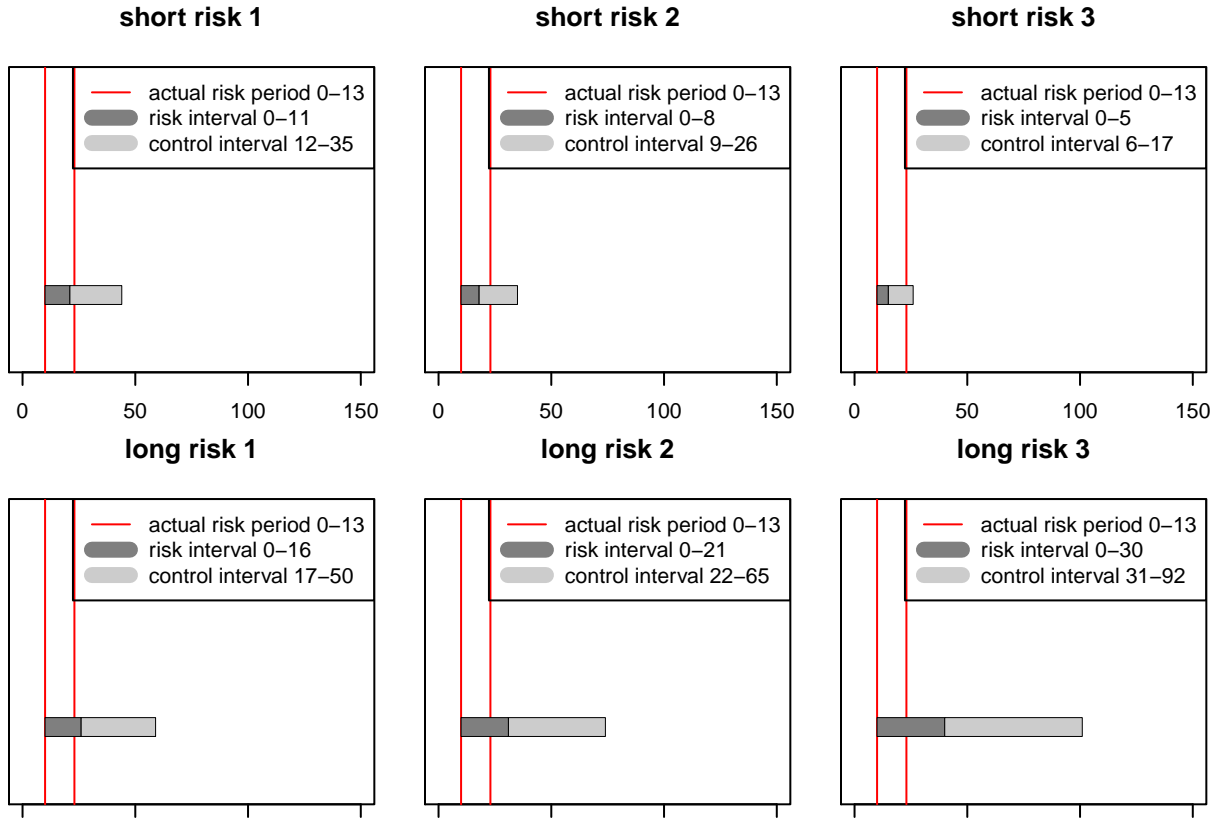 short risk 1
short risk 2
short risk 3
actual risk period 0−13
risk interval 0−11
control interval 12−35
actual risk period 0−13
risk interval 0−8
control interval 9−26
actual risk period 0−13
risk interval 0−5
control interval 6−17
0 50 100 150
0 50 100 150
0 50 100 150
long risk 1
long risk 2
long risk 3
actual risk period 0−13
risk interval 0−16
control interval 17−50
actual risk period 0−13
risk interval 0−21
control interval 22−65
actual risk period 0−13
risk interval 0−30
control interval 31−92